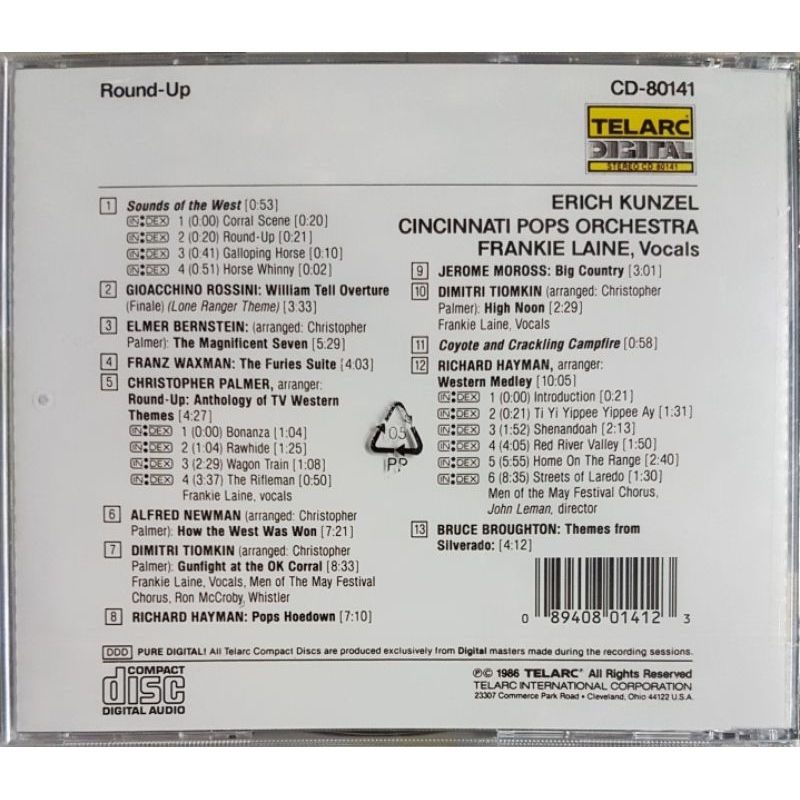 Round-Up
CD-80141
TELARC
DIGITAL
STEREO CD 80141
1 Sounds of the West [0:53]
INDEX 1 (0:00) Corral Scene [0:20]
INDEX 2 (0:20) Round-Up [0:21]
INDEX 3 (0:41) Galloping Horse [0:10]
INDEX 4 (0:51) Horse Whinny [0:02]
2 GIOACCHINO ROSSINI: William Tell Overture
(Finale) (Lone Ranger Theme) [3:33]
3 ELMER BERNSTEIN: (arranged: Christopher
Palmer): The Magnificent Seven [5:29]
4 FRANZ WAXMAN: The Furies Suite [4:03]
5 CHRISTOPHER PALMER, arranger:
Round-Up: Anthology of TV Western
Themes [4:27]
INDEX 1 (0:00) Bonanza [1:04]
INDEX 2 (1:04) Rawhide [1:25]
INDEX 3 (2:29) Wagon Train [1:08]
INDEX 4 (3:37) The Rifleman [0:50]
Frankie Laine, vocals
6 ALFRED NEWMAN (arranged: Christopher
Palmer): How the West Was Won [7:21]
7 DIMITRI TIOMKIN (arranged: Christopher
Palmer): Gunfight at the OK Corral [8:33]
Frankie Laine, Vocals, Men of The May Festival
Chorus, Ron McCroby, Whistler
8 RICHARD HAYMAN: Pops Hoedown [7:10]
ERICH KUNZEL
CINCINNATI POPS ORCHESTRA
FRANKIE LAINE, Vocals
9 JEROME MOROSS: Big Country [3:01]
10 DIMITRI TIOMKIN (arranged: Christopher
Palmer): High Noon [2:29]
Frankie Laine, Vocals
11 Coyote and Crackling Campfire [0:58]
12 RICHARD HAYMAN, arranger:
Western Medley [10:05]
INDEX 1 (0:00) Introduction [0:21]
INDEX 2 (0:21) Ti Yi Yippee Yippee Ay [1:31]
INDEX 3 (1:52) Shenandoah [2:13]
INDEX 4 (4:05) Red River Valley [1:50]
INDEX 5 (5:55) Home On The Range [2:40]
INDEX 6 (8:35) Streets of Laredo [1:30]
Men of the May Festival Chorus,
John Leman, director
13 BRUCE BROUGHTON: Themes from
Silverado: [4:12]
05
PP
0 89408 01412 3
DDD PURE DIGITAL! All Telarc Compact Discs are produced exclusively from Digital masters made during the recording sessions.
COMPACT
disc
DIGITAL AUDIO
℗© 1986 TELARC® All Rights Reserved
TELARC INTERNATIONAL CORPORATION
23307 Commerce Park Road • Cleveland, Ohio 44122 U.S.A.